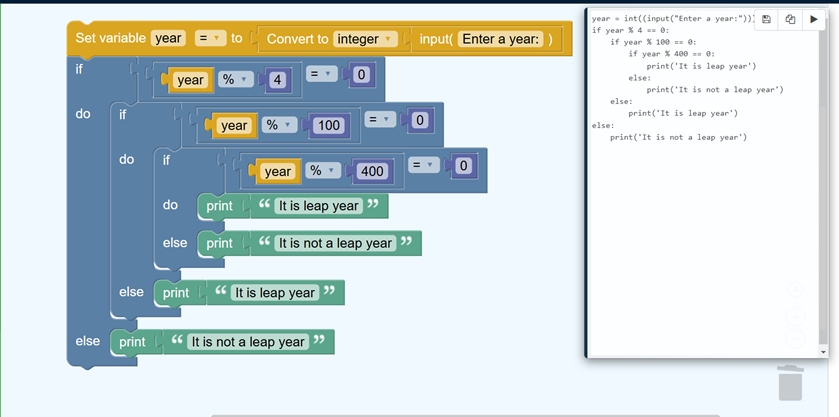 Set variable year = to Convert to integer input( Enter a year: )
if year % 4 = 0
do if year % 100 = 0
do if year % 400 = 0
do print “ It is leap year ”
else print “ It is not a leap year ”
else print “ It is leap year ”
else print “ It is not a leap year ”
year = int((input("Enter a year:")))
if year % 4 == 0:
if year % 100 == 0:
if year % 400 == 0:
print('It is leap year')
else:
print('It is not a leap year')
else:
print('It is leap year')
else:
print('It is not a leap year')